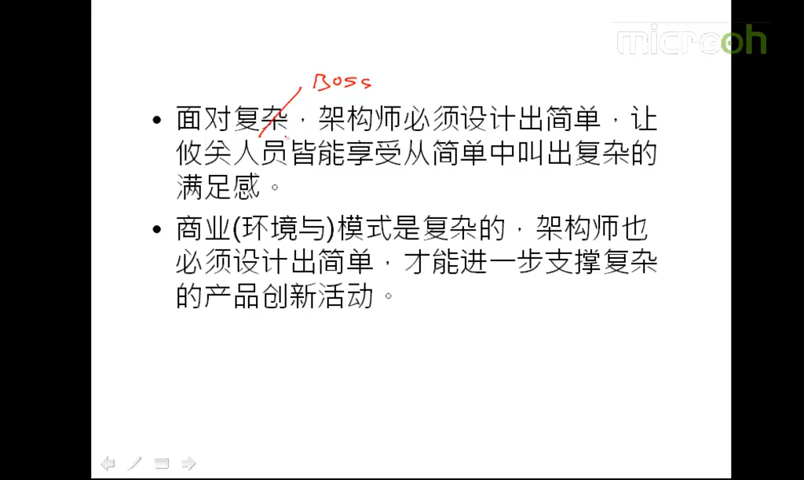 microoh
Boss
• 面对复杂，架构师必须设计出简单，让
攸关人员皆能享受从简单中叫出复杂的
满足感。
• 商业(环境与)模式是复杂的，架构师也
必须设计出简单，才能进一步支撑复杂
的产品创新活动。